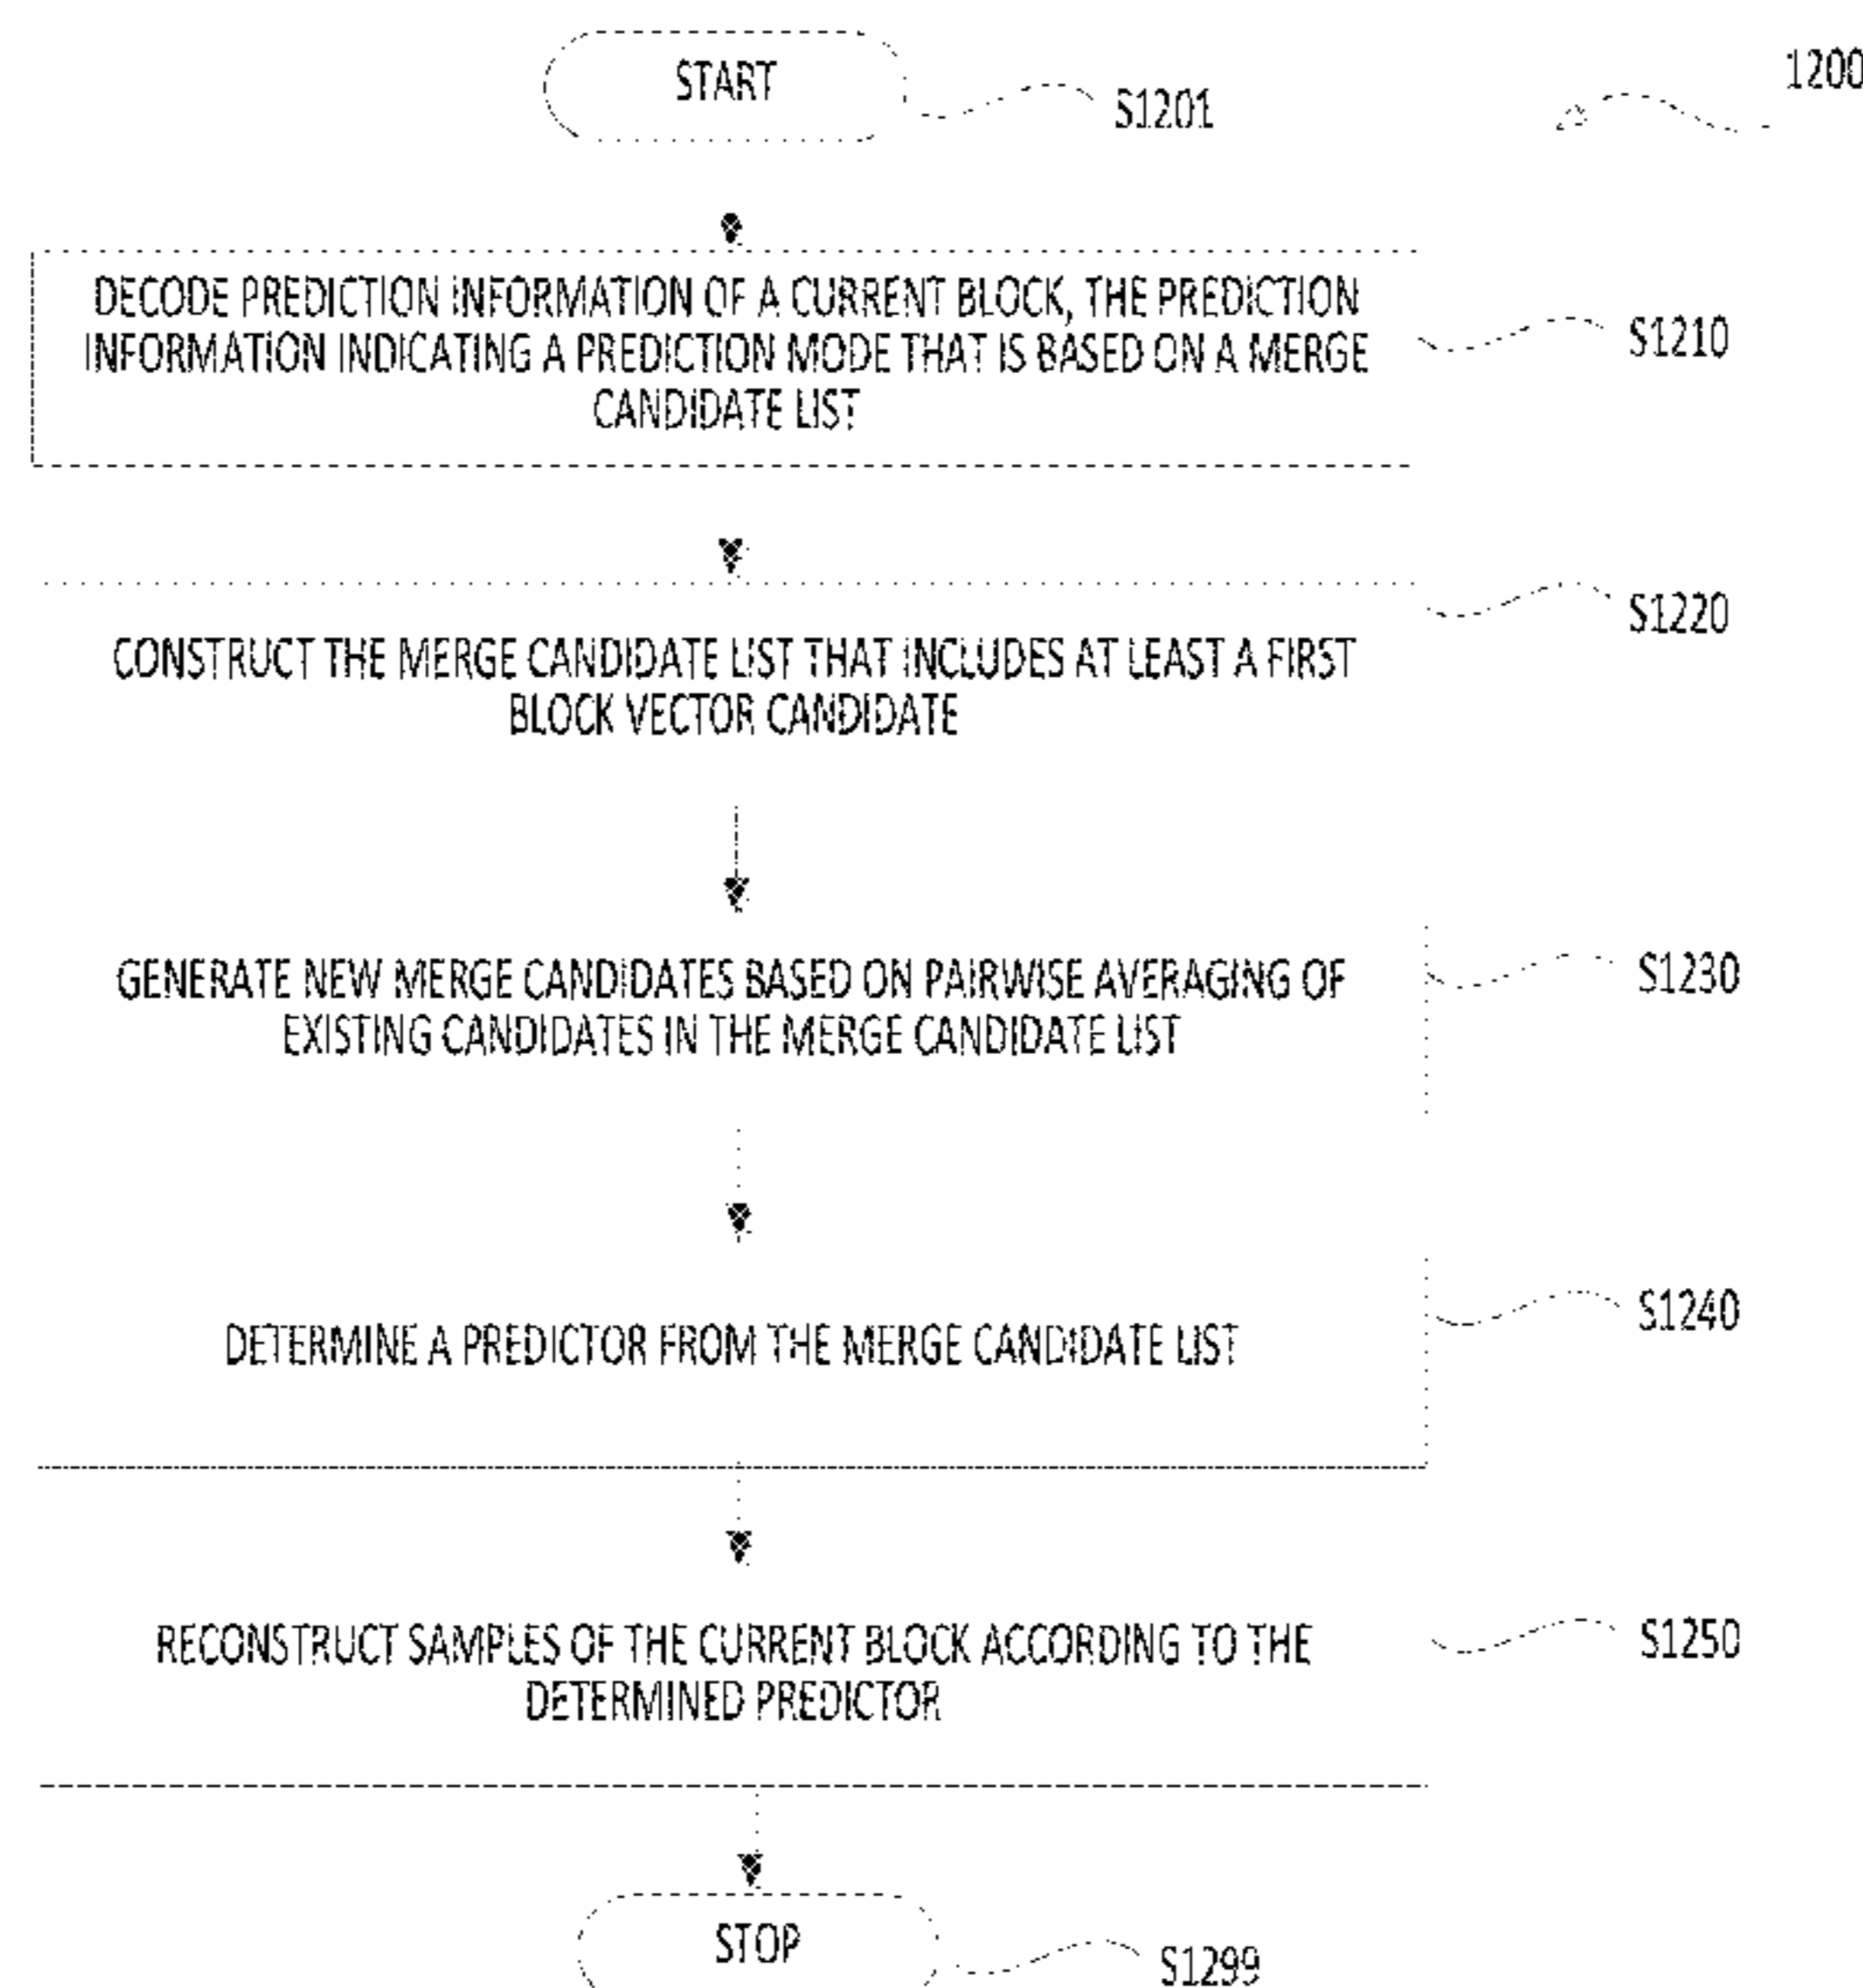 START
S1201
1200
DECODE PREDICTION INFORMATION OF A CURRENT BLOCK, THE PREDICTION
INFORMATION INDICATING A PREDICTION MODE THAT IS BASED ON A MERGE
CANDIDATE LIST
S1210
S1220
CONSTRUCT THE MERGE CANDIDATE LIST THAT INCLUDES AT LEAST A FIRST
BLOCK VECTOR CANDIDATE
GENERATE NEW MERGE CANDIDATES BASED ON PAIRWISE AVERAGING OF
EXISTING CANDIDATES IN THE MERGE CANDIDATE LIST
S1230
DETERMINE A PREDICTOR FROM THE MERGE CANDIDATE LIST
S1240
RECONSTRUCT SAMPLES OF THE CURRENT BLOCK ACCORDING TO THE
DETERMINED PREDICTOR
S1250
STOP
S1299